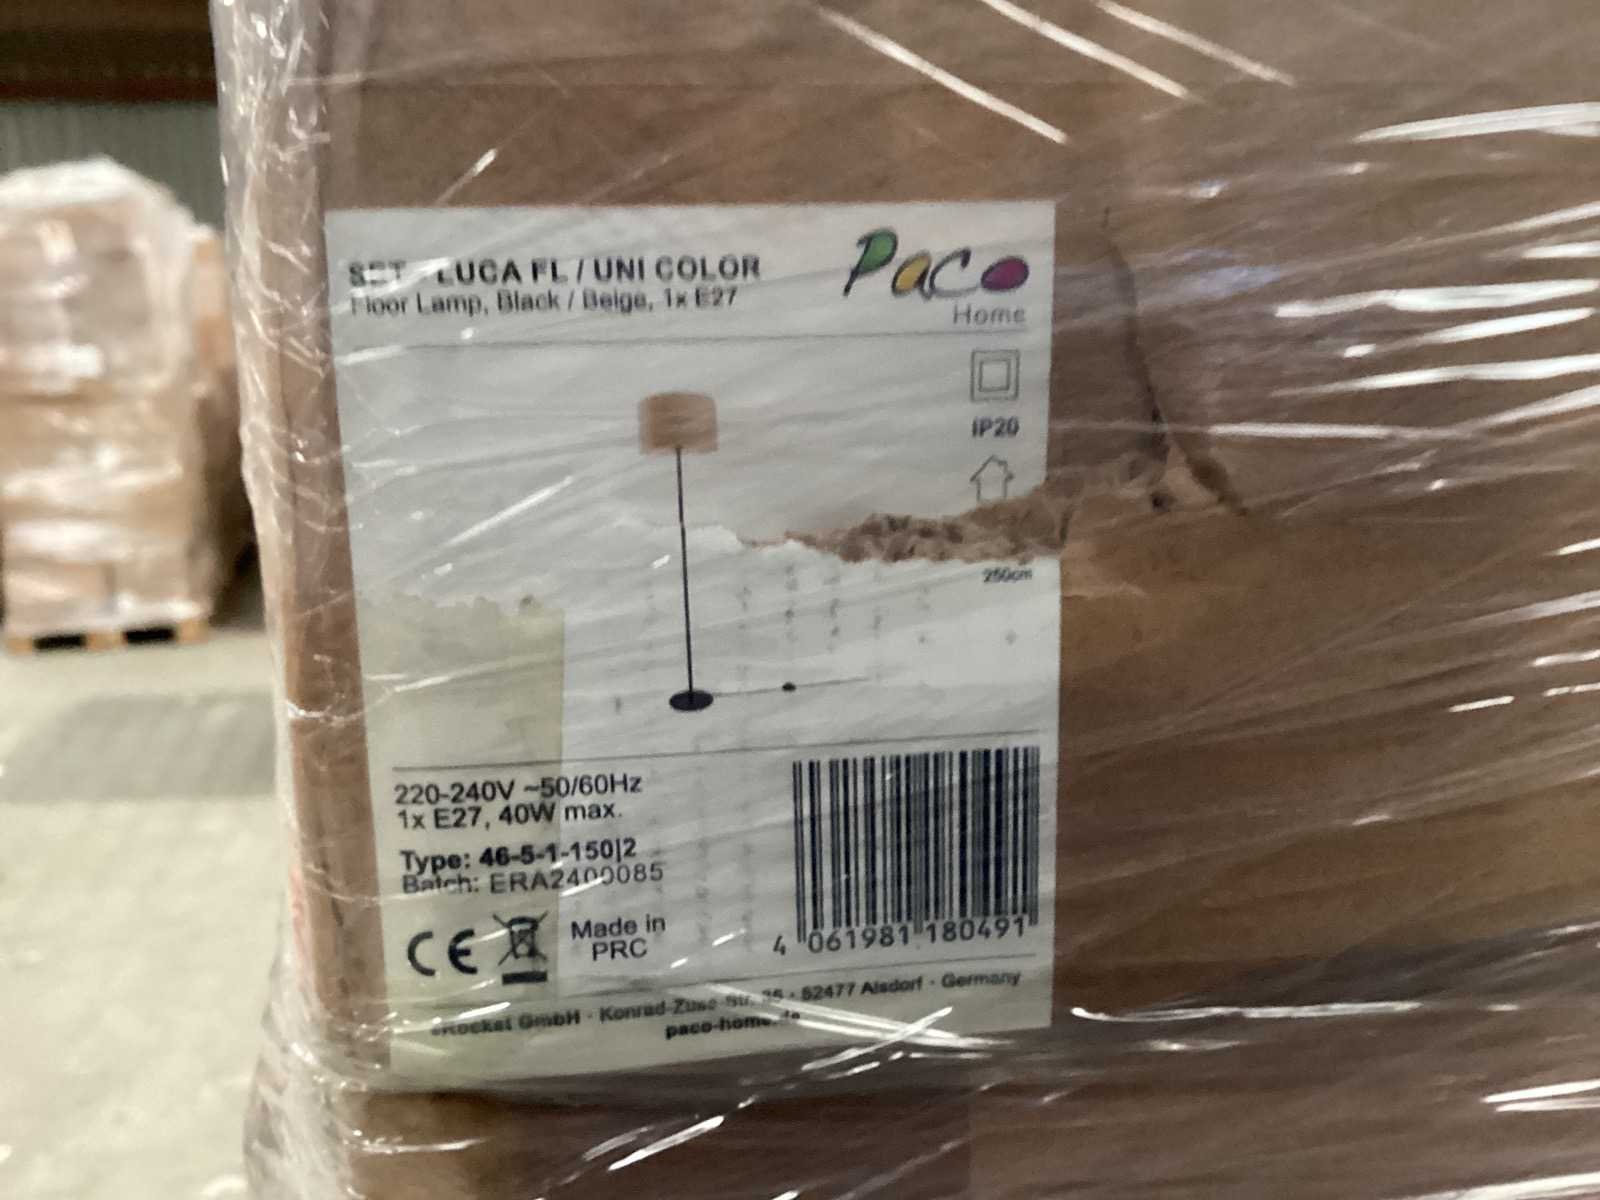 SET - LUCA FL / UNI COLOR
Floor Lamp, Black / Beige, 1x E27
Paco
Home
IP20
250cm
220-240V ~50/60Hz
1x E27, 40W max.
Type: 46-5-1-150|2
Batch: ERA2400085
CE
Made in
PRC
4 061981 180491
eRocket GmbH · Konrad-Zuse-Str. · 52477 Alsdorf · Germany
paco-home.de